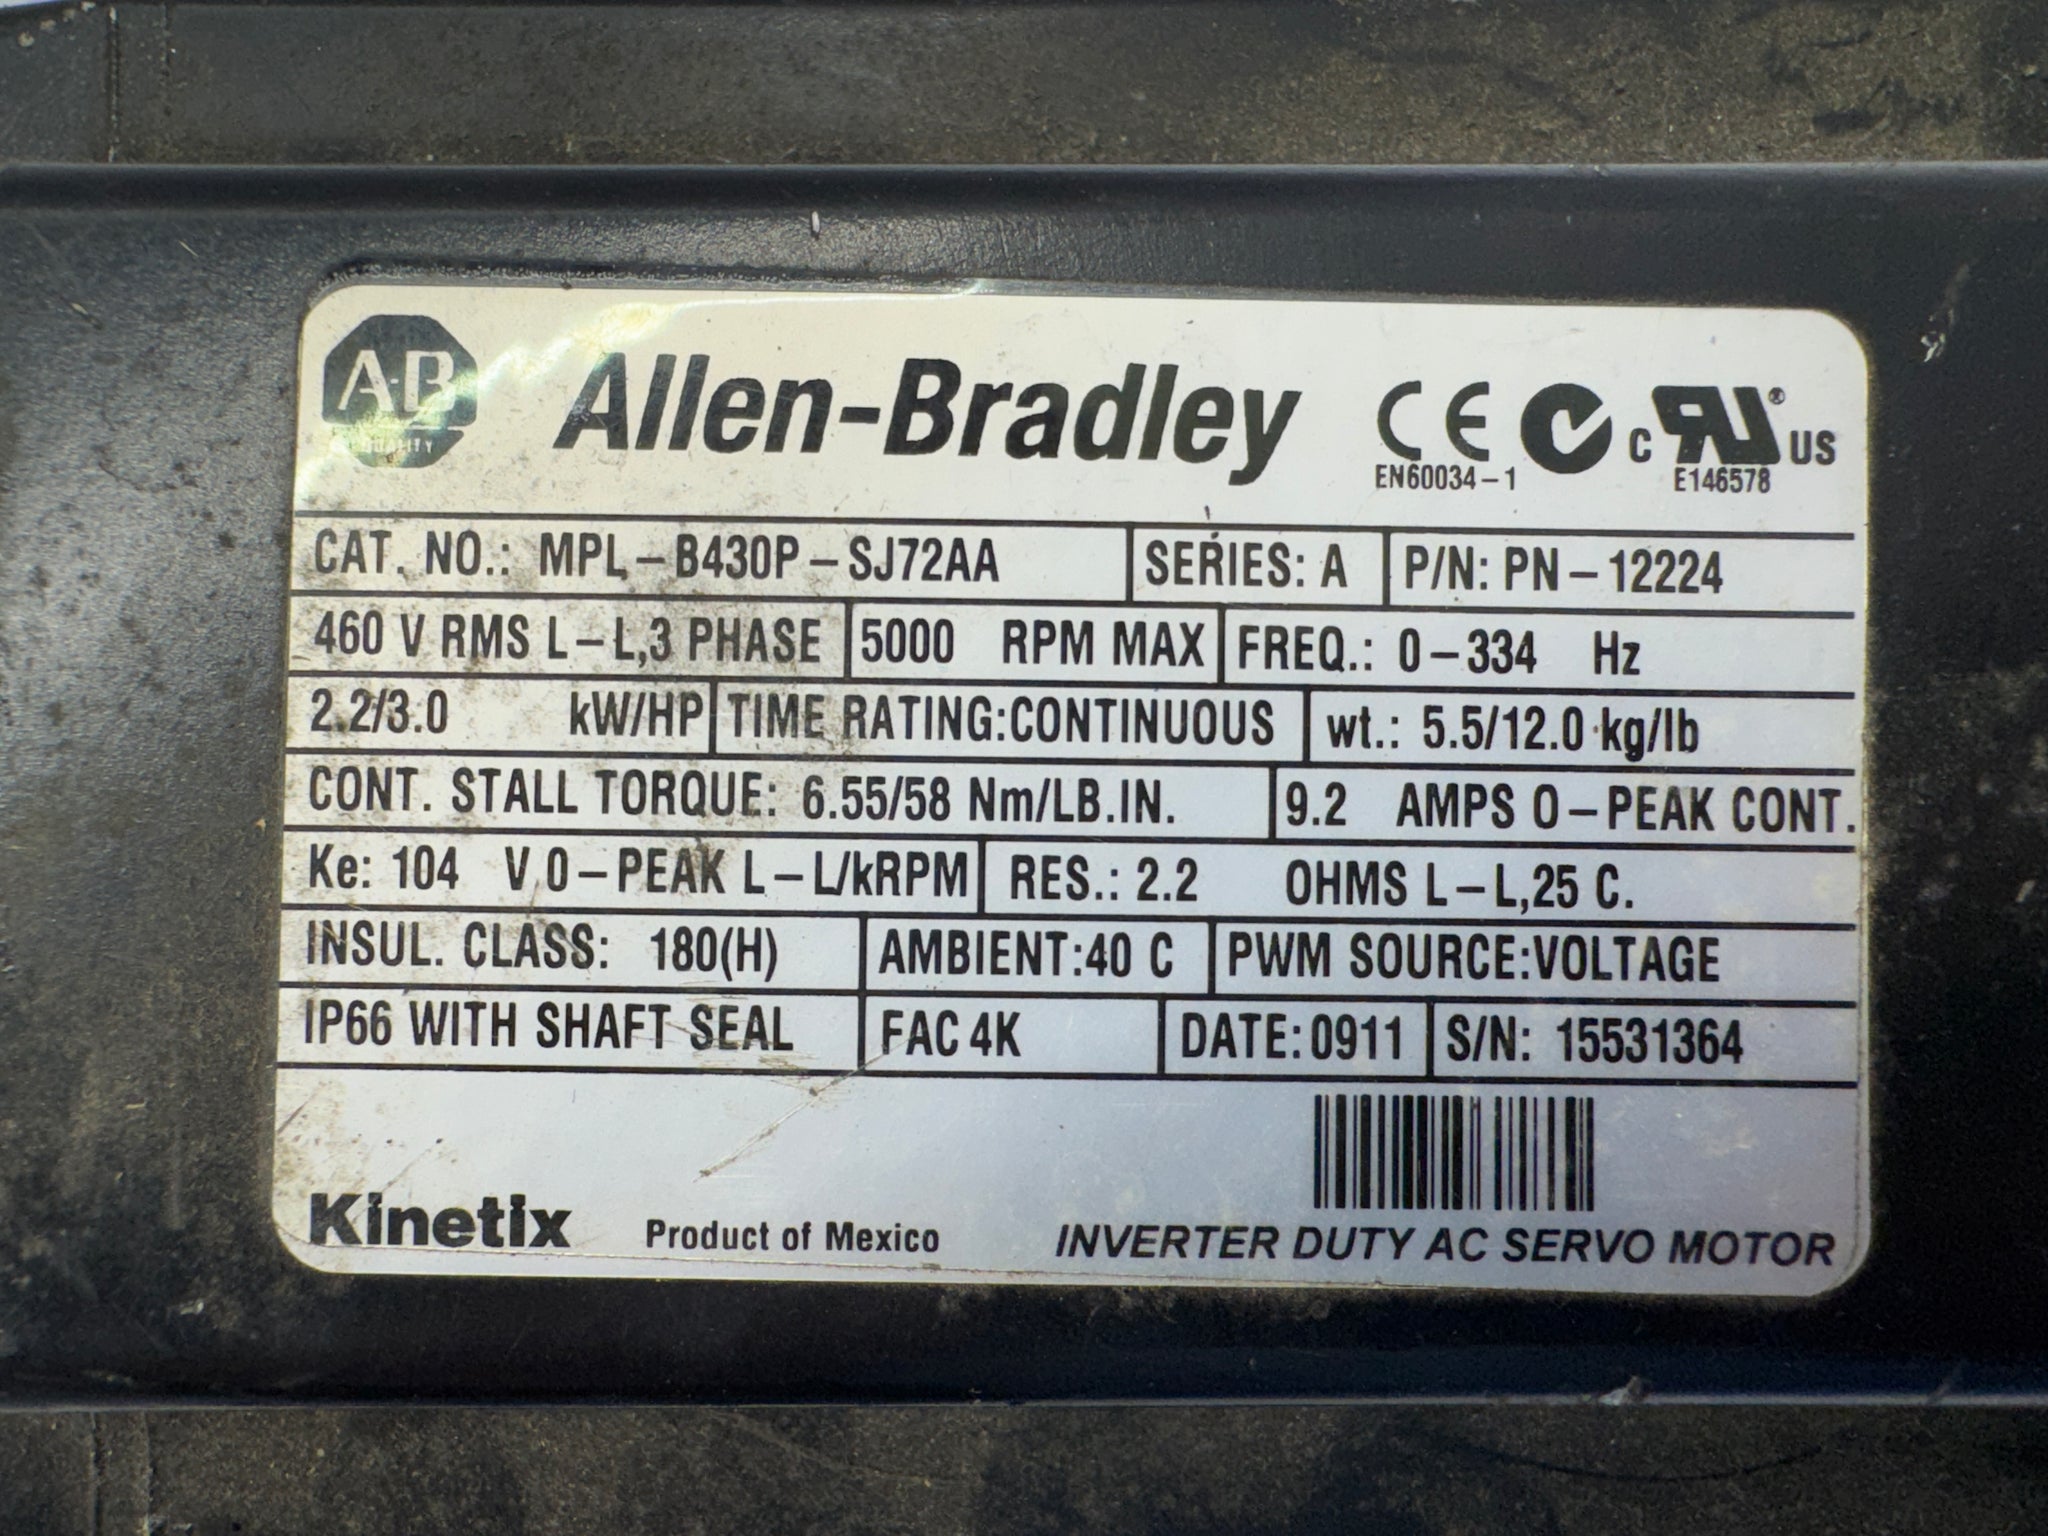 A-B
QUALITY
Allen-Bradley
CE
EN60034-1
c RU® US
E146578
CAT. NO.: MPL-B430P-SJ72AA SERIES: A P/N: PN-12224
460 V RMS L-L,3 PHASE 5000 RPM MAX FREQ.: 0-334 Hz
2.2/3.0 kW/HP TIME RATING:CONTINUOUS wt.: 5.5/12.0 kg/lb
CONT. STALL TORQUE: 6.55/58 Nm/LB.IN. 9.2 AMPS 0-PEAK CONT.
Ke: 104 V 0-PEAK L-L/kRPM RES.: 2.2 OHMS L-L,25 C.
INSUL. CLASS: 180(H) AMBIENT:40 C PWM SOURCE:VOLTAGE
IP66 WITH SHAFT SEAL FAC 4K DATE:0911 S/N: 15531364
Kinetix Product of Mexico INVERTER DUTY AC SERVO MOTOR